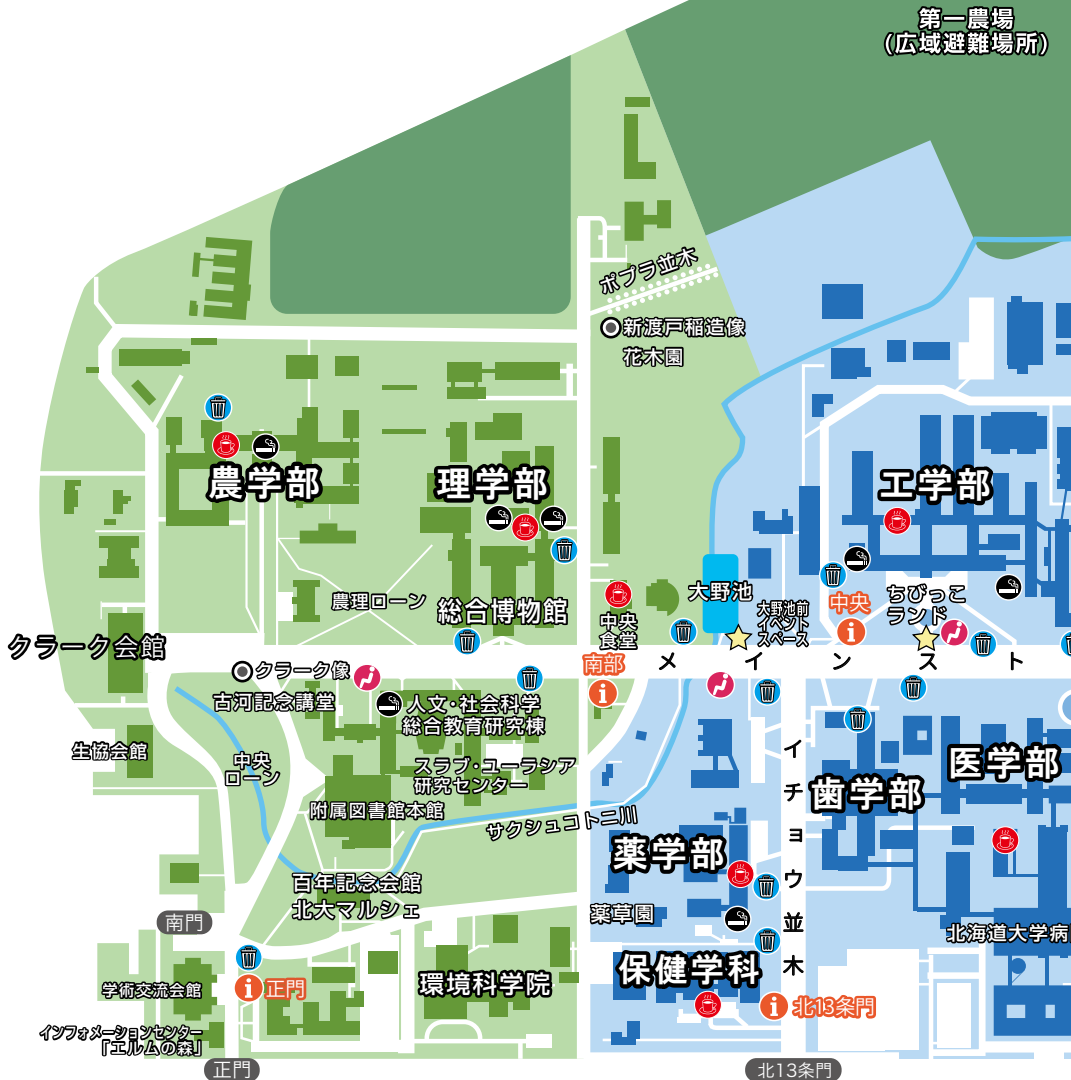 第一農場
(広域避難場所)
ポプラ並木
新渡戸稲造像
花木園
農学部
理学部
工学部
農理ローン
総合博物館
中央
食堂
大野池
大野池前
イベント
スペース
中央
ちびっこ
ランド
クラーク会館
クラーク像
古河記念講堂
南部
メインスト
人文・社会科学
総合教育研究棟
生協会館
中央
ローン
スラブ・ユーラシア
研究センター
附属図書館本館
サクシュコトニ川
イチョウ並木
歯学部
医学部
薬学部
百年記念会館
北大マルシェ
薬草園
南門
北海道大学病
保健学科
環境科学院
学術交流会館
正門
北13条門
インフォメーションセンター
「エルムの森」
正門
北13条門